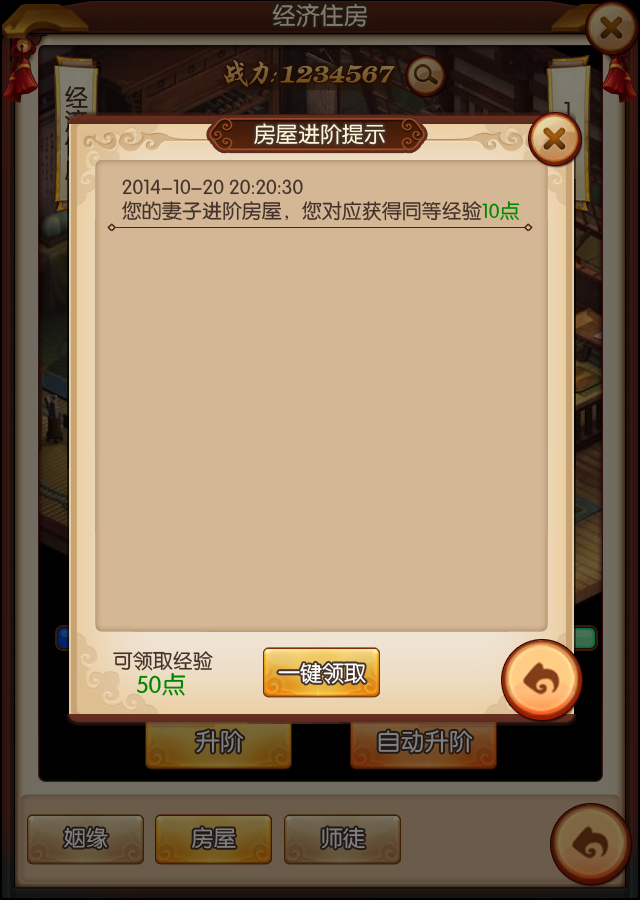 经济住房
战力:1234567
经济
1
房屋进阶提示
2014-10-20 20:20:30
您的妻子进阶房屋，您对应获得同等经验10点
可领取经验
50点
一键领取
升阶
自动升阶
姻缘
房屋
师徒